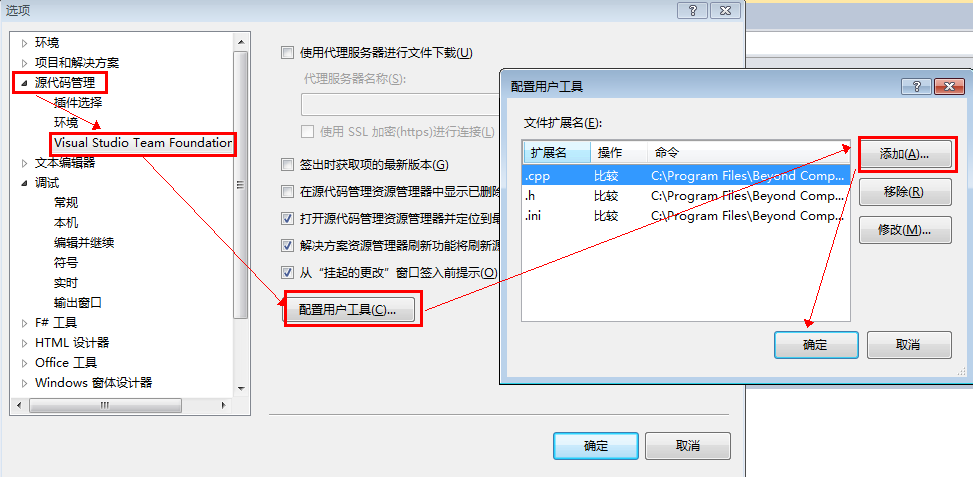 选项
环境
项目和解决方案
源代码管理
插件选择
环境
Visual Studio Team Foundation
文本编辑器
调试
常规
本机
编辑并继续
符号
实时
输出窗口
F# 工具
HTML 设计器
Office 工具
Windows 窗体设计器
使用代理服务器进行文件下载(U)
代理服务器名称(S):
使用 SSL 加密(https)进行连接(L)
签出时获取项的最新版本(G)
在源代码管理资源管理器中显示已删除
打开源代码管理资源管理器并定位到最
解决方案资源管理器刷新功能将刷新源
从“挂起的更改”窗口签入前提示(O)
配置用户工具(C)...
确定
取消
配置用户工具
文件扩展名(E):
扩展名 操作 命令
.cpp 比较 C:\Program Files\Beyond Comp...
.h 比较 C:\Program Files\Beyond Comp...
.ini 比较 C:\Program Files\Beyond Comp...
添加(A)...
移除(R)
修改(M)...
确定
取消